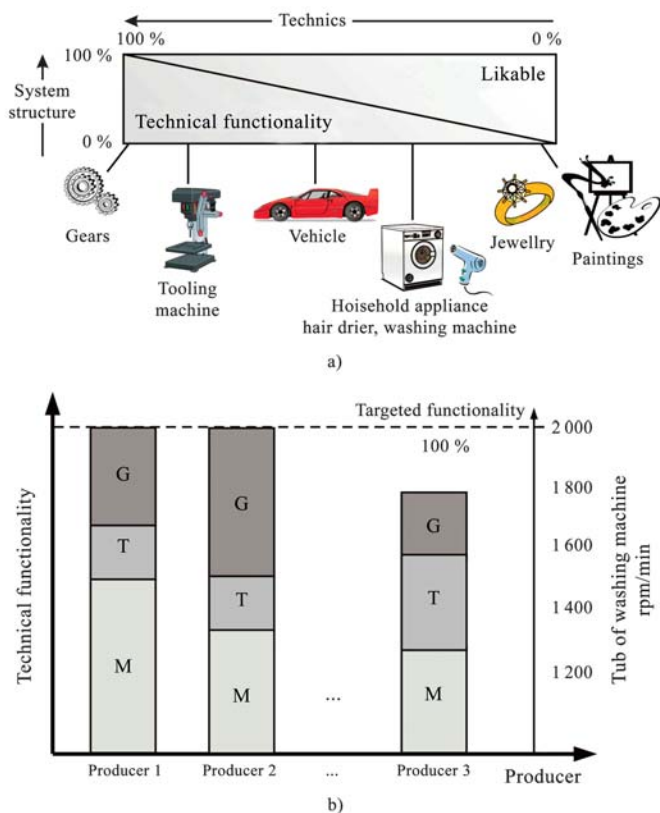 Technics
100 % 0 %
100 %
System
structure
0 %
Likable
Technical functionality
Gears
Tooling
machine
Vehicle
Hoisehold appliance
hair drier, washing machine
Jewellry
Paintings
a)
Targeted functionality
100 %
2 000
1 800
1 600
1 400
1 200
Technical functionality
Tub of washing machine
rpm/min
G
T
M
G
T
M
...
G
T
M
Producer 1
Producer 2
...
Producer 3
Producer
b)